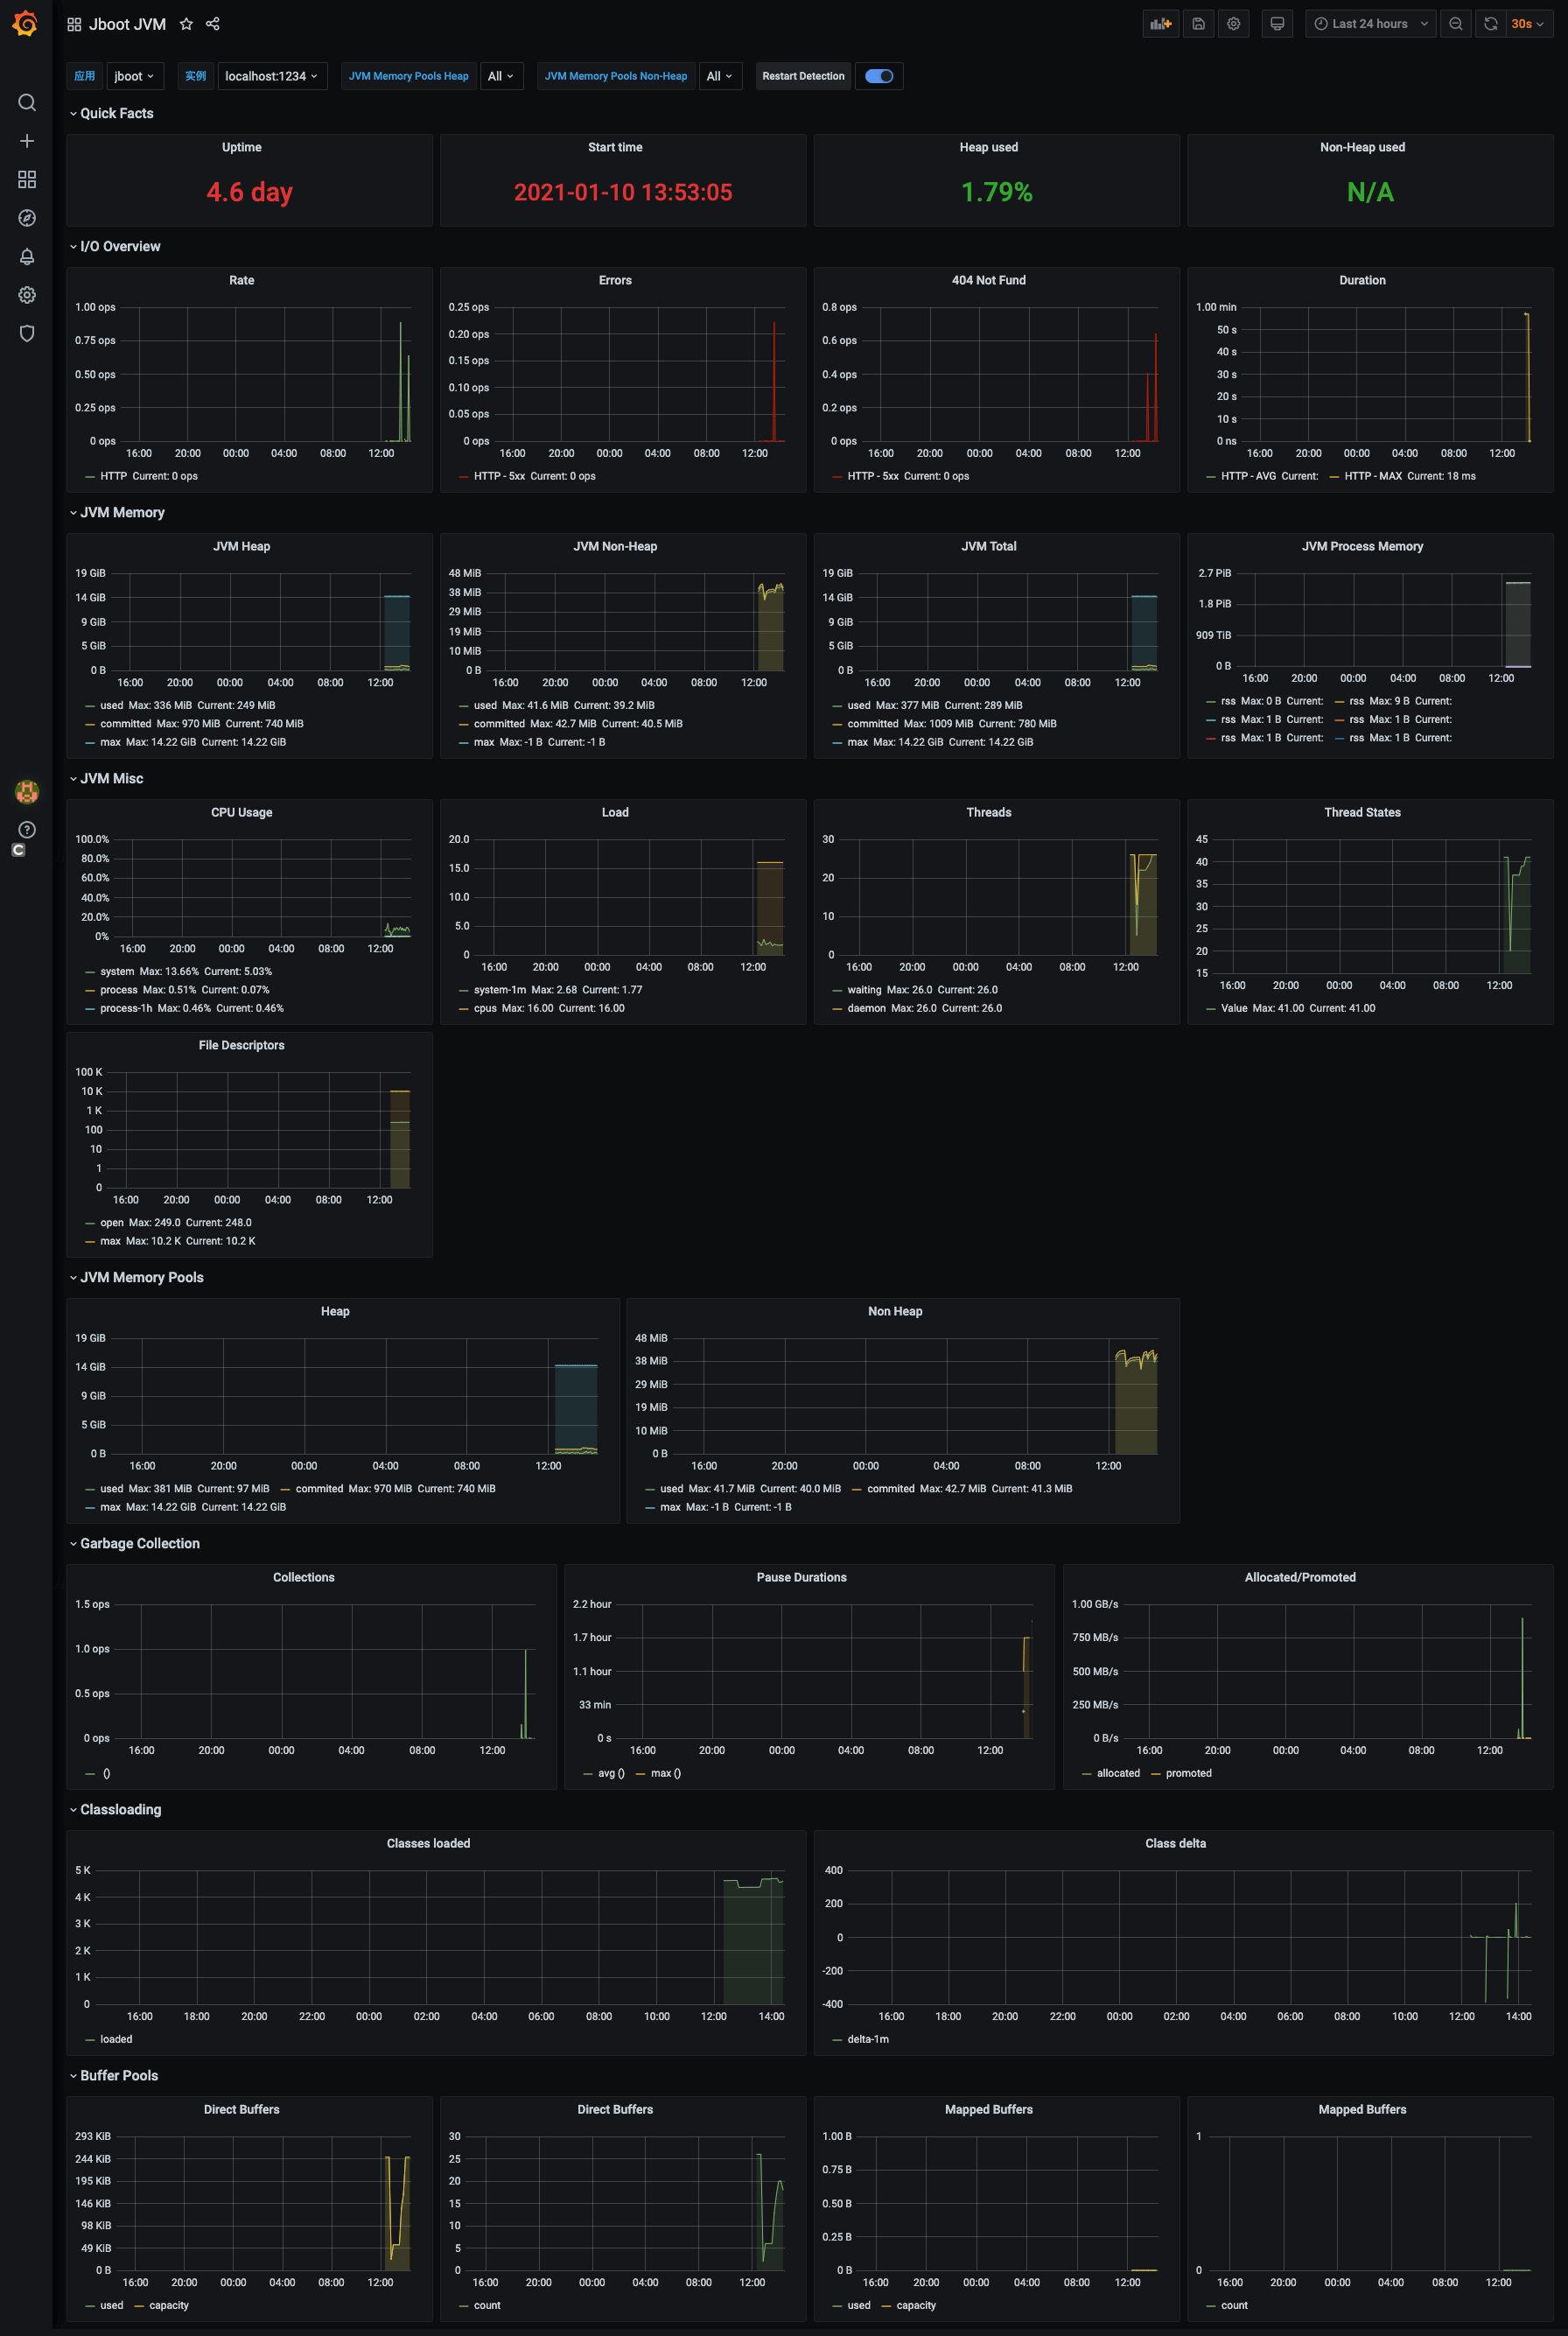 Jboot JVM
Last 24 hours
30s
应用 jboot 实例 localhost:1234 JVM Memory Pools Heap All JVM Memory Pools Non-Heap All Restart Detection
Quick Facts
Uptime
4.6 day
Start time
2021-01-10 13:53:05
Heap used
1.79%
Non-Heap used
N/A
I/O Overview
Rate
1.00 ops
0.75 ops
0.50 ops
0.25 ops
0 ops
16:00 20:00 00:00 04:00 08:00 12:00
HTTP Current: 0 ops
Errors
0.25 ops
0.20 ops
0.15 ops
0.10 ops
0.05 ops
0 ops
16:00 20:00 00:00 04:00 08:00 12:00
HTTP - 5xx Current: 0 ops
404 Not Fund
0.8 ops
0.6 ops
0.4 ops
0.2 ops
0 ops
16:00 20:00 00:00 04:00 08:00 12:00
HTTP - 5xx Current: 0 ops
Duration
1.00 min
50 s
40 s
30 s
20 s
10 s
0 ns
16:00 20:00 00:00 04:00 08:00 12:00
HTTP - AVG Current: HTTP - MAX Current: 18 ms
JVM Memory
JVM Heap
19 GiB
14 GiB
9 GiB
5 GiB
0 B
16:00 20:00 00:00 04:00 08:00 12:00
used Max: 336 MiB Current: 249 MiB
committed Max: 970 MiB Current: 740 MiB
max Max: 14.22 GiB Current: 14.22 GiB
JVM Non-Heap
48 MiB
38 MiB
29 MiB
19 MiB
10 MiB
0 B
16:00 20:00 00:00 04:00 08:00 12:00
used Max: 41.6 MiB Current: 39.2 MiB
committed Max: 42.7 MiB Current: 40.5 MiB
max Max: -1 B Current: -1 B
JVM Total
19 GiB
14 GiB
9 GiB
5 GiB
0 B
16:00 20:00 00:00 04:00 08:00 12:00
used Max: 377 MiB Current: 289 MiB
committed Max: 1009 MiB Current: 780 MiB
max Max: 14.22 GiB Current: 14.22 GiB
JVM Process Memory
2.7 PiB
1.8 PiB
909 TiB
0 B
16:00 20:00 00:00 04:00 08:00 12:00
rss Max: 0 B Current: rss Max: 9 B Current:
rss Max: 1 B Current: rss Max: 1 B Current:
rss Max: 1 B Current: rss Max: 1 B Current:
JVM Misc
CPU Usage
100.0%
80.0%
60.0%
40.0%
20.0%
0%
16:00 20:00 00:00 04:00 08:00 12:00
system Max: 13.66% Current: 5.03%
process Max: 0.51% Current: 0.07%
process-1h Max: 0.46% Current: 0.46%
Load
20.0
15.0
10.0
5.0
0
16:00 20:00 00:00 04:00 08:00 12:00
system-1m Max: 2.68 Current: 1.77
cpus Max: 16.00 Current: 16.00
Threads
30
20
10
0
16:00 20:00 00:00 04:00 08:00 12:00
waiting Max: 26.0 Current: 26.0
daemon Max: 26.0 Current: 26.0
Thread States
45
40
35
30
25
20
15
16:00 20:00 00:00 04:00 08:00 12:00
Value Max: 41.00 Current: 41.00
C
File Descriptors
100 K
10 K
1 K
100
10
1
0
16:00 20:00 00:00 04:00 08:00 12:00
open Max: 249.0 Current: 248.0
max Max: 10.2 K Current: 10.2 K
JVM Memory Pools
Heap
19 GiB
14 GiB
9 GiB
5 GiB
0 B
16:00 20:00 00:00 04:00 08:00 12:00
used Max: 381 MiB Current: 97 MiB commited Max: 970 MiB Current: 740 MiB
max Max: 14.22 GiB Current: 14.22 GiB
Non Heap
48 MiB
38 MiB
29 MiB
19 MiB
10 MiB
0 B
16:00 20:00 00:00 04:00 08:00 12:00
used Max: 41.7 MiB Current: 40.0 MiB commited Max: 42.7 MiB Current: 41.3 MiB
max Max: -1 B Current: -1 B
Garbage Collection
Collections
1.5 ops
1.0 ops
0.5 ops
0 ops
16:00 20:00 00:00 04:00 08:00 12:00
()
Pause Durations
2.2 hour
1.7 hour
1.1 hour
33 min
0 s
16:00 20:00 00:00 04:00 08:00 12:00
avg () max ()
Allocated/Promoted
1.00 GB/s
750 MB/s
500 MB/s
250 MB/s
0 B/s
16:00 20:00 00:00 04:00 08:00 12:00
allocated promoted
Classloading
Classes loaded
5 K
4 K
3 K
2 K
1 K
0
16:00 18:00 20:00 22:00 00:00 02:00 04:00 06:00 08:00 10:00 12:00 14:00
loaded
Class delta
400
200
0
-200
-400
16:00 18:00 20:00 22:00 00:00 02:00 04:00 06:00 08:00 10:00 12:00 14:00
delta-1m
Buffer Pools
Direct Buffers
293 KiB
244 KiB
195 KiB
146 KiB
98 KiB
49 KiB
0 B
16:00 20:00 00:00 04:00 08:00 12:00
used capacity
Direct Buffers
30
25
20
15
10
5
0
16:00 20:00 00:00 04:00 08:00 12:00
count
Mapped Buffers
1.00 B
0.75 B
0.50 B
0.25 B
0 B
16:00 20:00 00:00 04:00 08:00 12:00
used capacity
Mapped Buffers
1
0
16:00 20:00 00:00 04:00 08:00 12:00
count